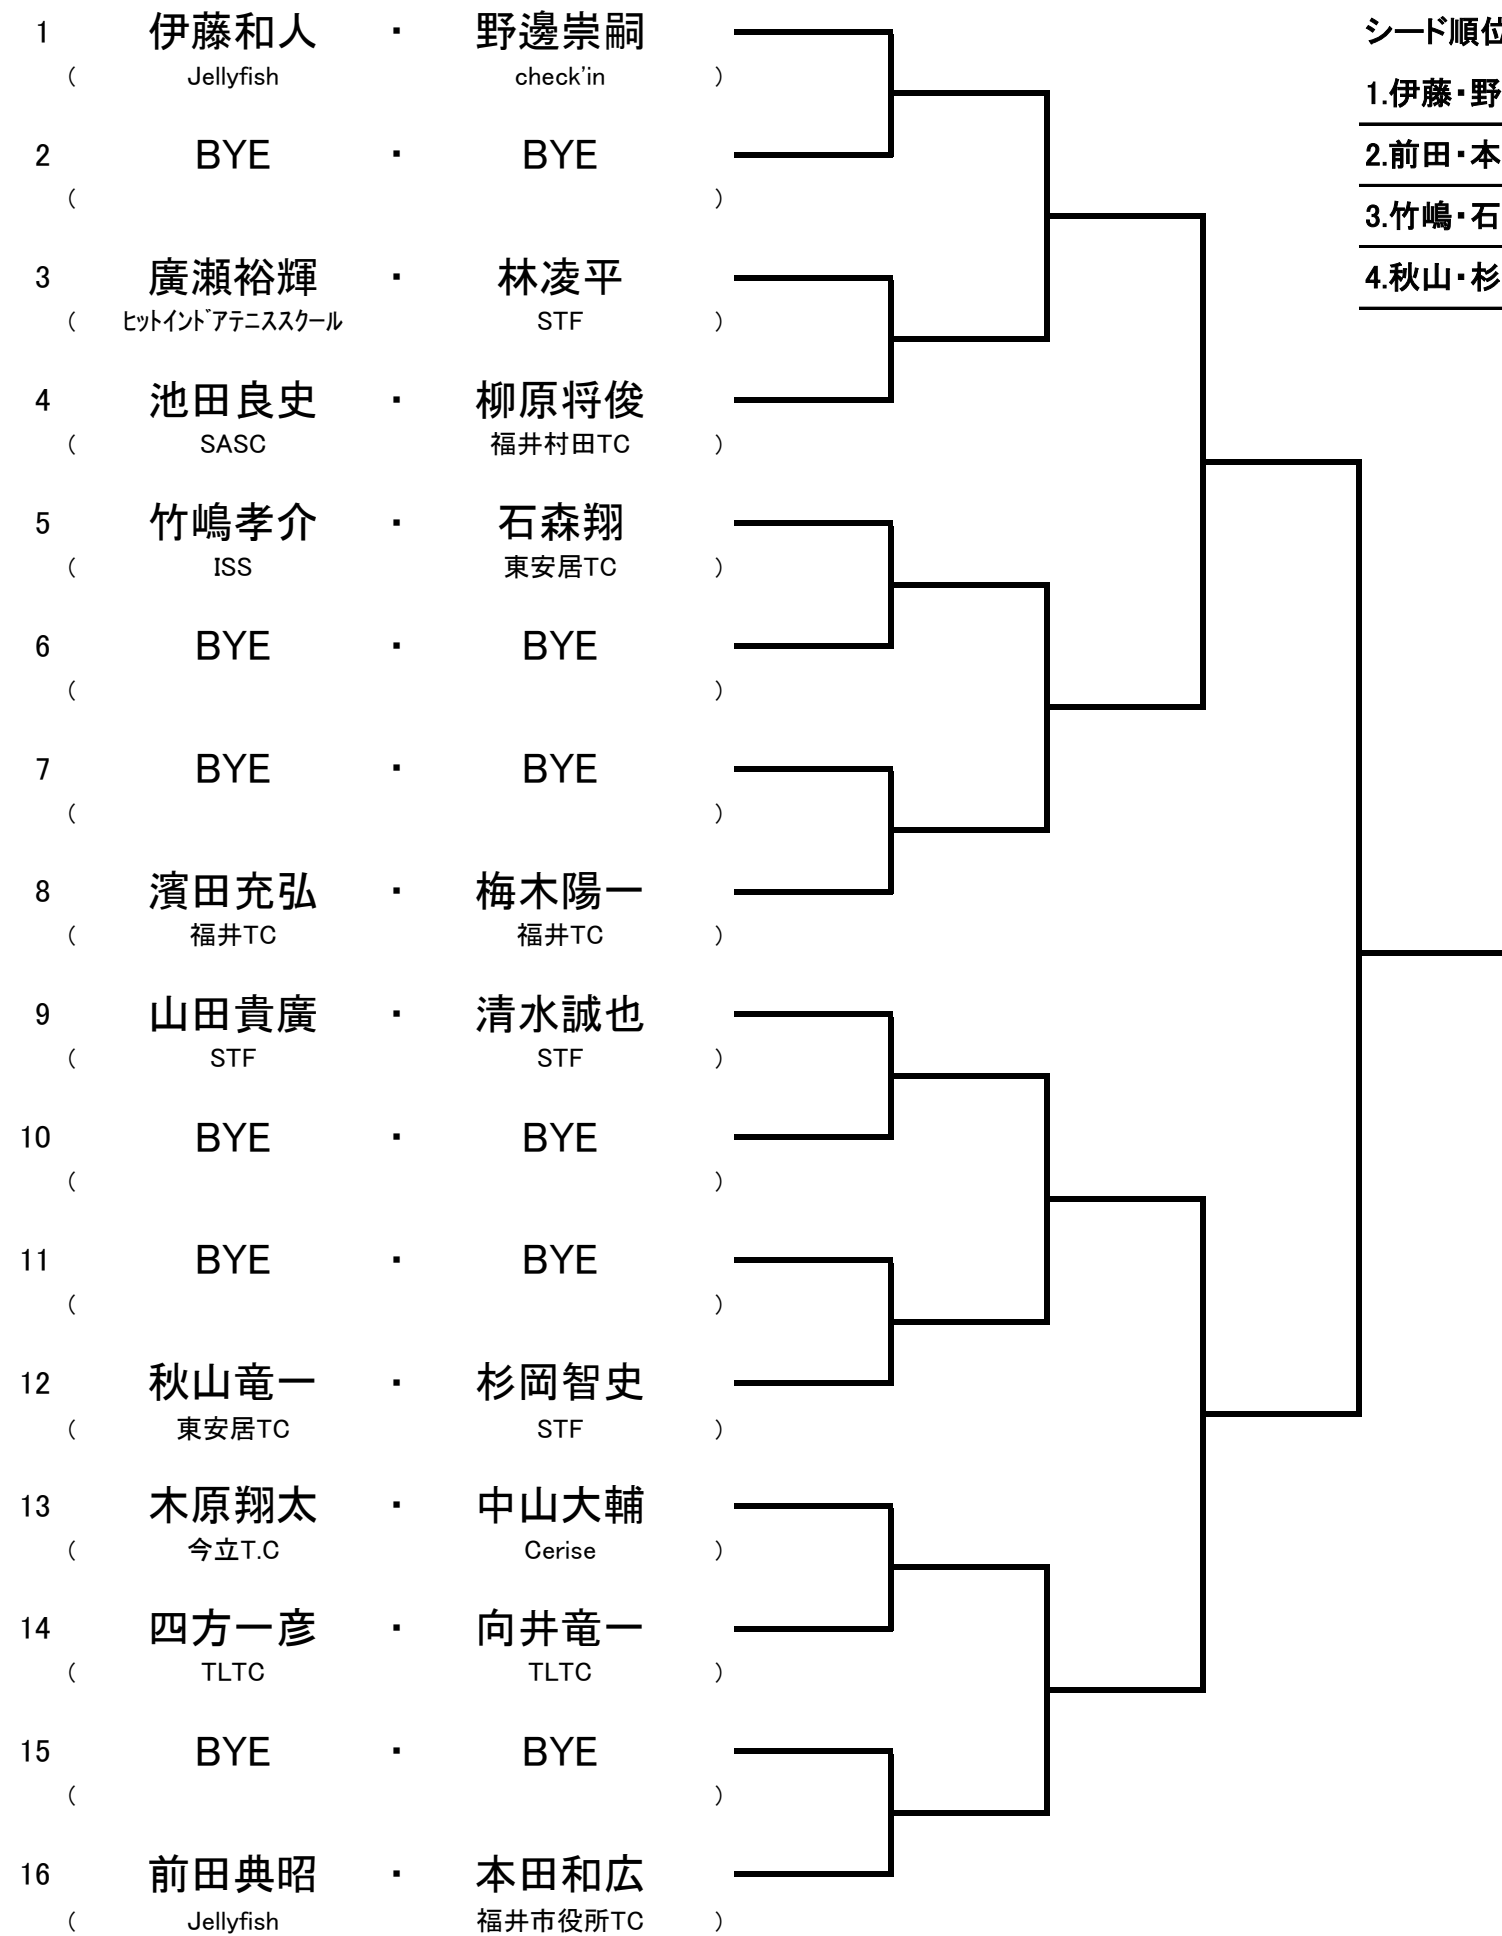 1 伊藤和人 ・ 野邊崇嗣
( Jellyfish check'in )
2 BYE ・ BYE
( )
3 廣瀬裕輝 ・ 林凌平
( ﾋｯﾄｲﾝﾄﾞｱﾃﾆｽｽｸｰﾙ STF )
4 池田良史 ・ 柳原将俊
( SASC 福井村田TC )
5 竹嶋孝介 ・ 石森翔
( ISS 東安居TC )
6 BYE ・ BYE
( )
7 BYE ・ BYE
( )
8 濱田充弘 ・ 梅木陽一
( 福井TC 福井TC )
9 山田貴廣 ・ 清水誠也
( STF STF )
10 BYE ・ BYE
( )
11 BYE ・ BYE
( )
12 秋山竜一 ・ 杉岡智史
( 東安居TC STF )
13 木原翔太 ・ 中山大輔
( 今立T.C Cerise )
14 四方一彦 ・ 向井竜一
( TLTC TLTC )
15 BYE ・ BYE
( )
16 前田典昭 ・ 本田和広
( Jellyfish 福井市役所TC )
シード順位
1.伊藤・野
2.前田・本
3.竹嶋・石
4.秋山・杉